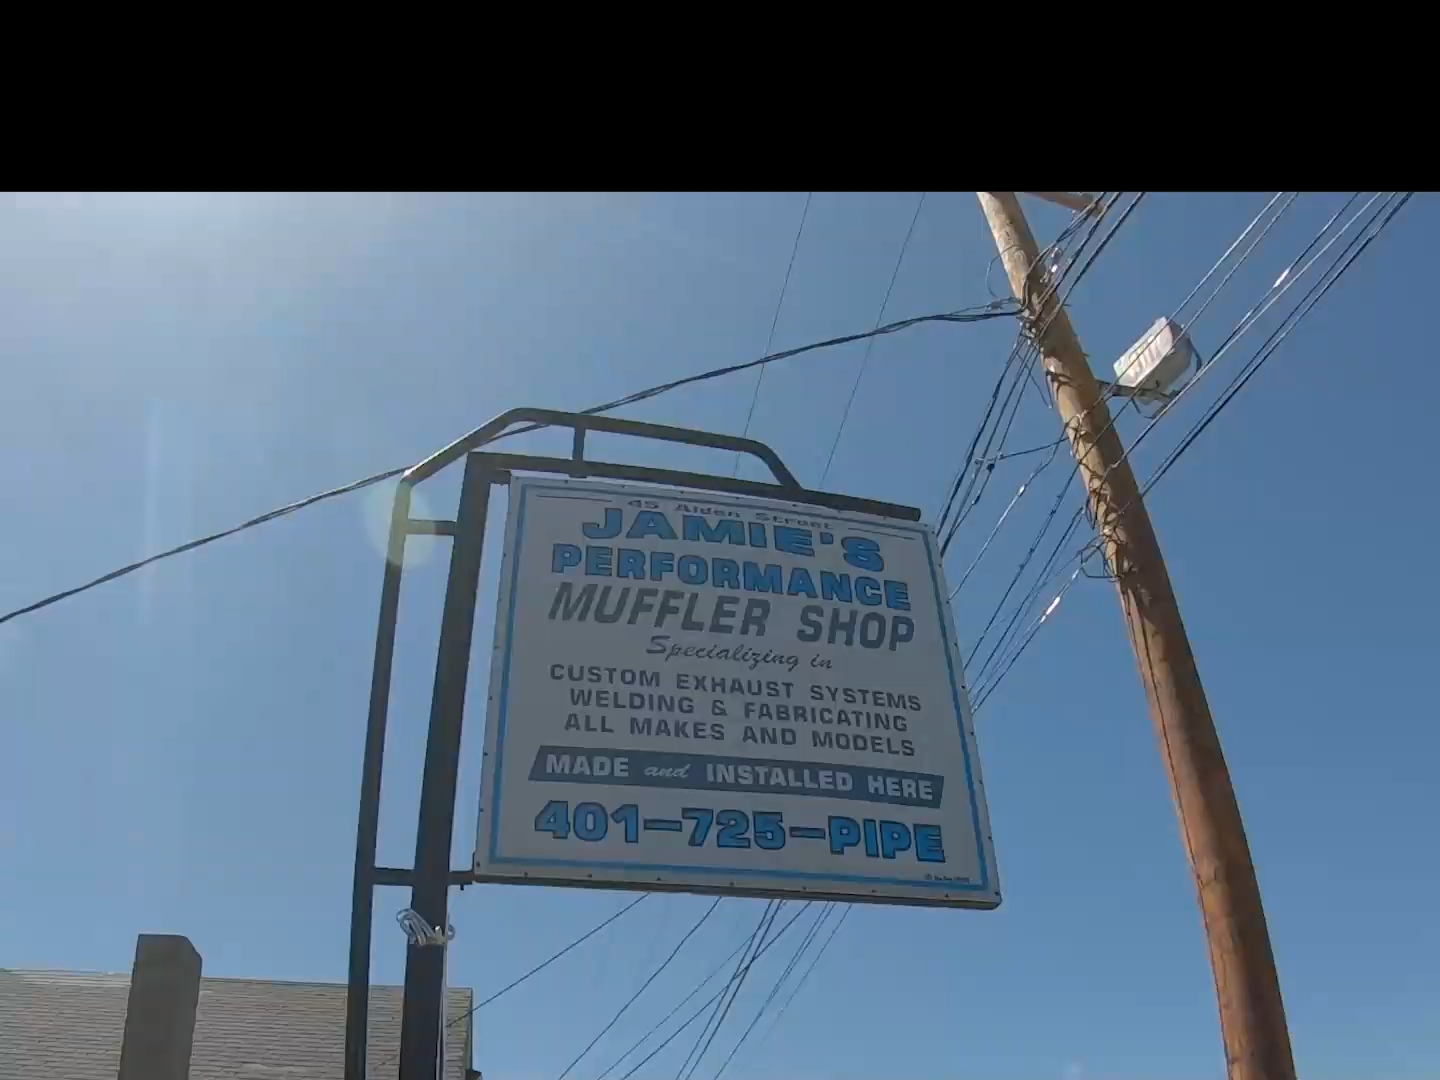 45 Alden Street
JAMIE'S
PERFORMANCE
MUFFLER SHOP
Specializing in
CUSTOM EXHAUST SYSTEMS
WELDING & FABRICATING
ALL MAKES AND MODELS
MADE and INSTALLED HERE
401-725-PIPE